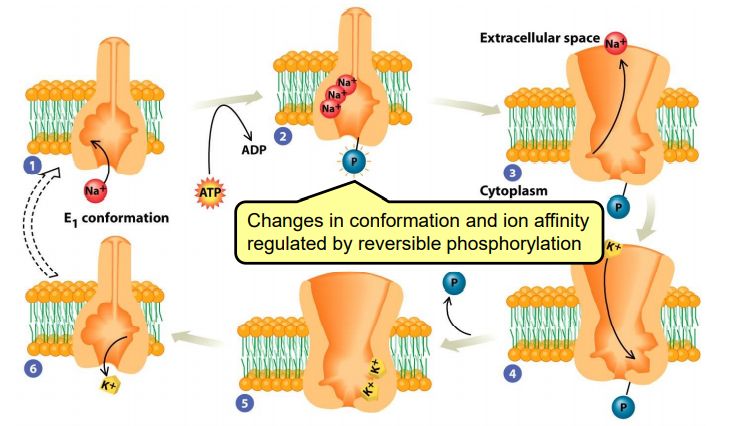 1
Na+
E1 conformation
ATP
ADP
2
Na+
Na+
Na+
P
Extracellular space
Na+
3
Cytoplasm
P
Changes in conformation and ion affinity
regulated by reversible phosphorylation
K+
4
P
P
5
K+
K+
6
K+